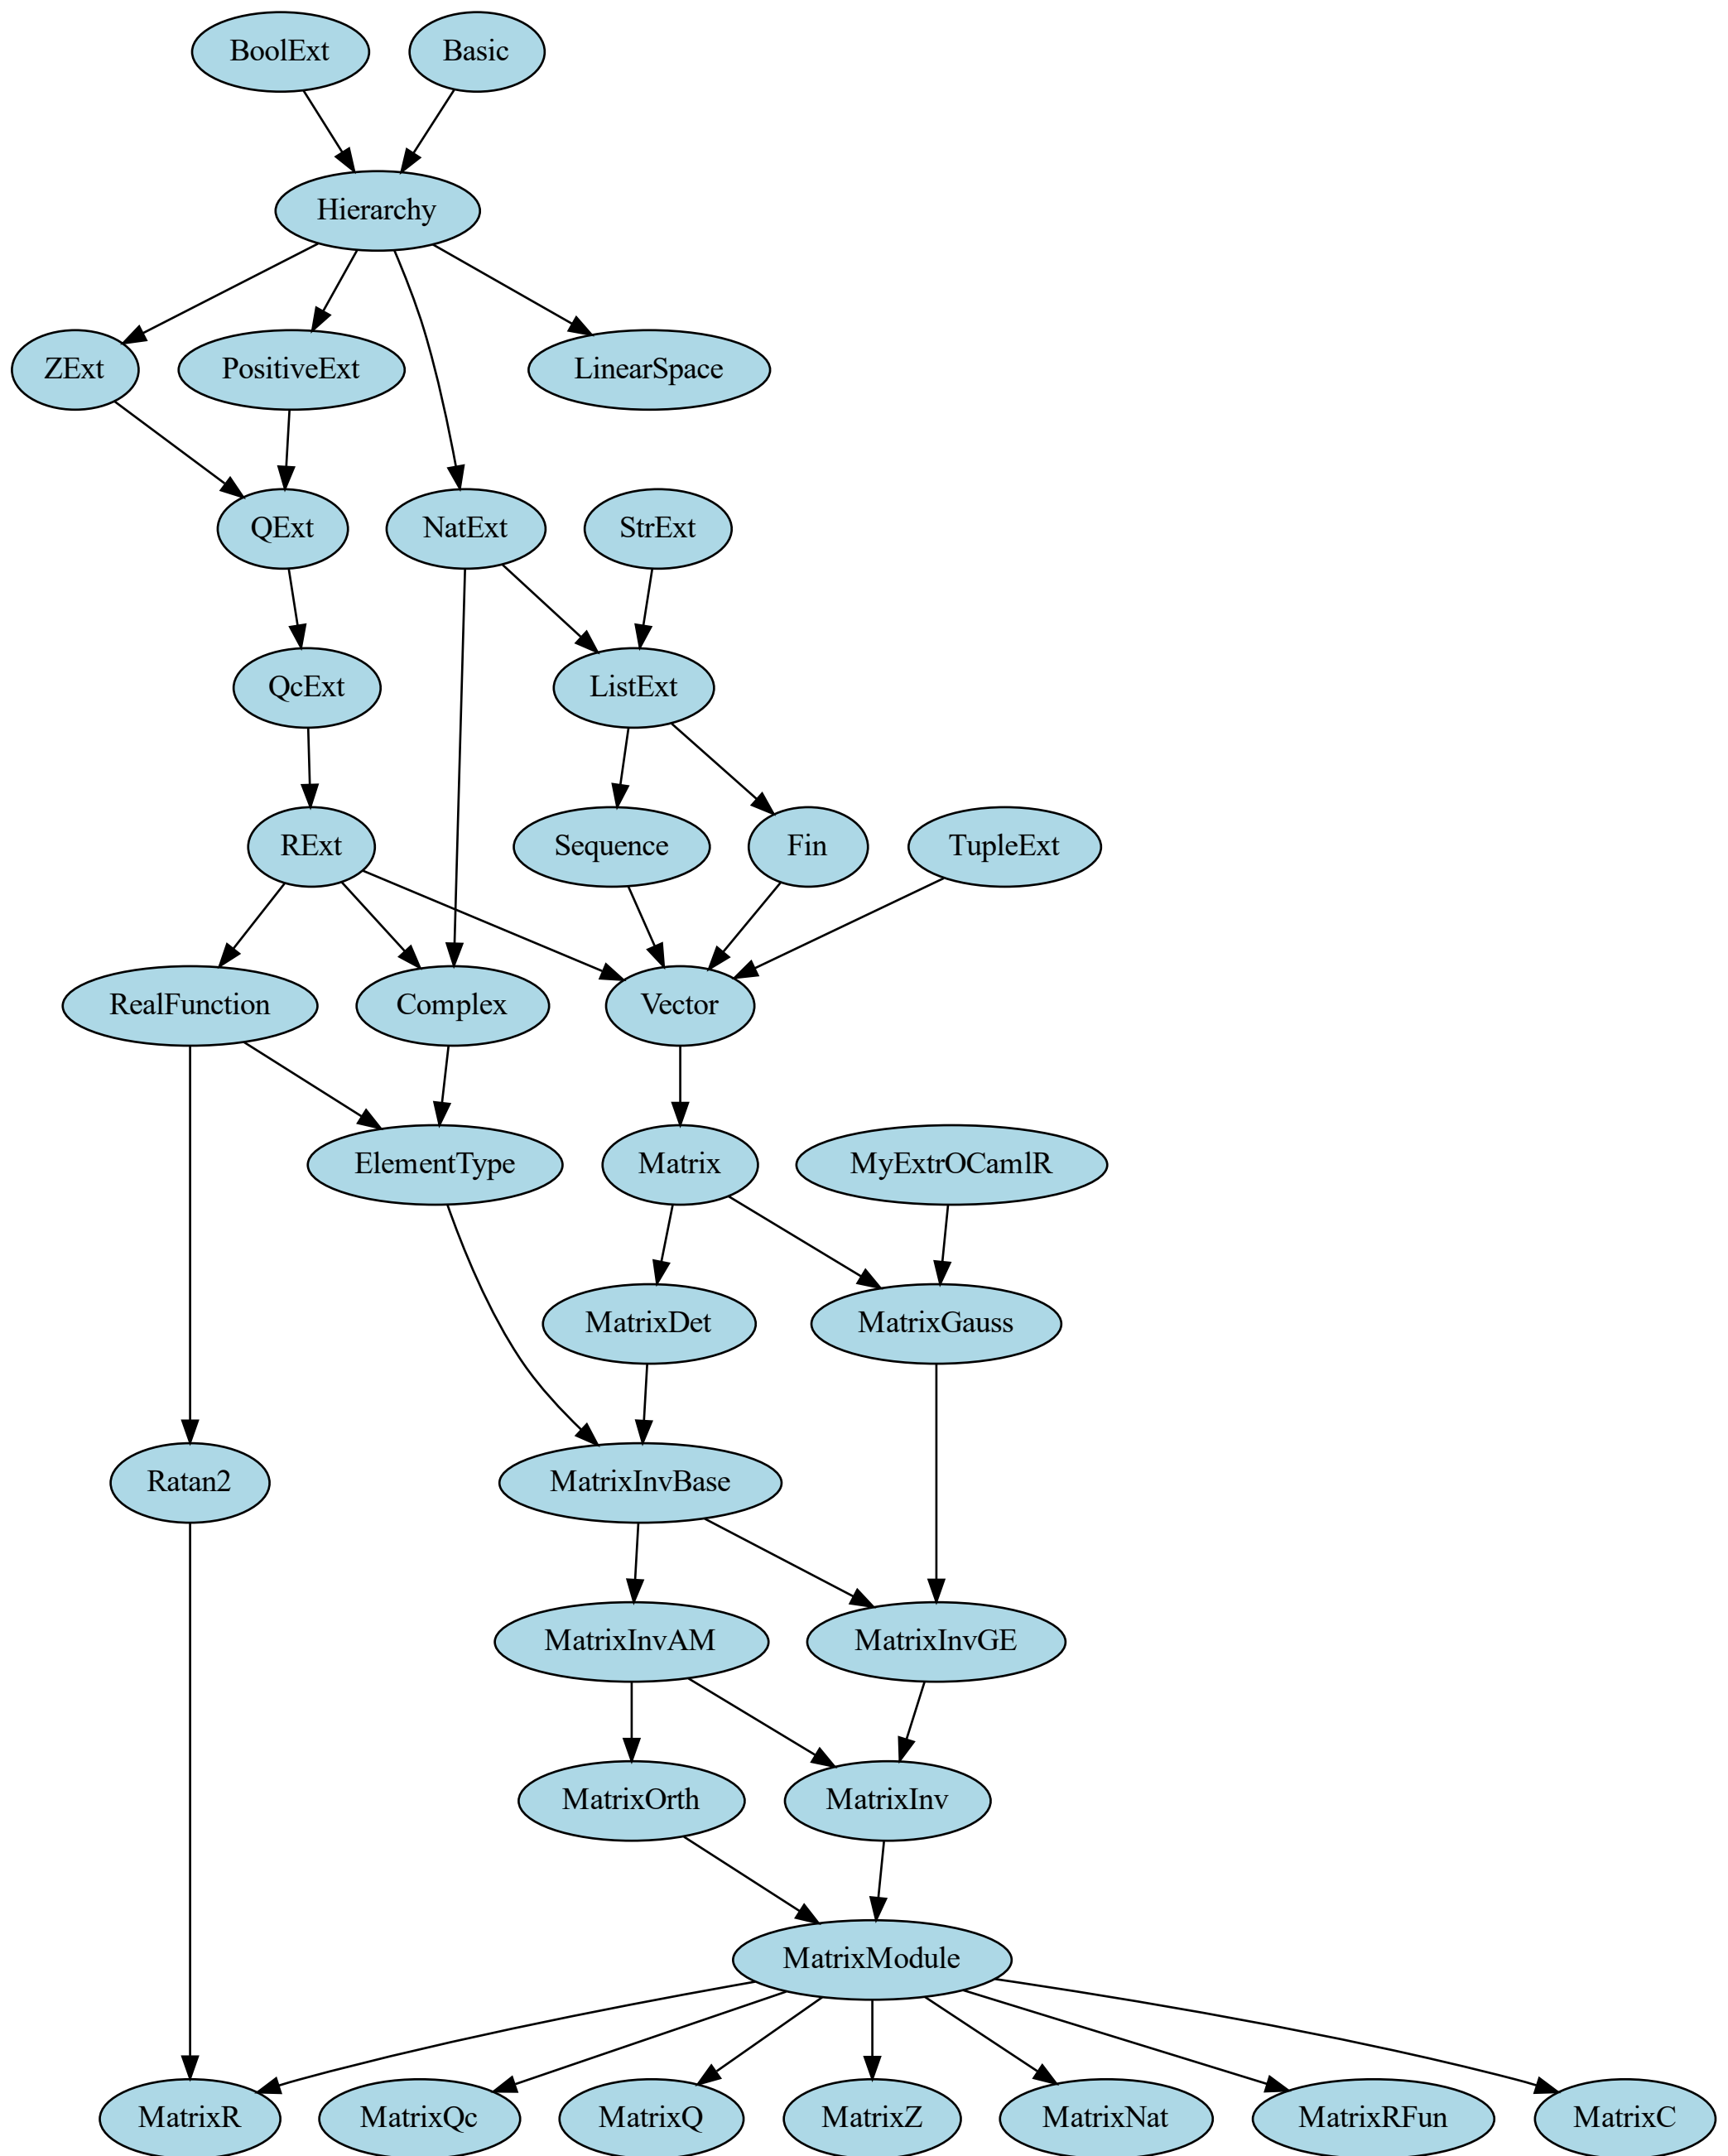 BoolExt
Basic
Hierarchy
ZExt
PositiveExt
LinearSpace
QExt
NatExt
StrExt
QcExt
ListExt
RExt
Sequence
Fin
TupleExt
RealFunction
Complex
Vector
ElementType
Matrix
MyExtrOCamlR
MatrixDet
MatrixGauss
Ratan2
MatrixInvBase
MatrixInvAM
MatrixInvGE
MatrixOrth
MatrixInv
MatrixModule
MatrixR
MatrixQc
MatrixQ
MatrixZ
MatrixNat
MatrixRFun
MatrixC